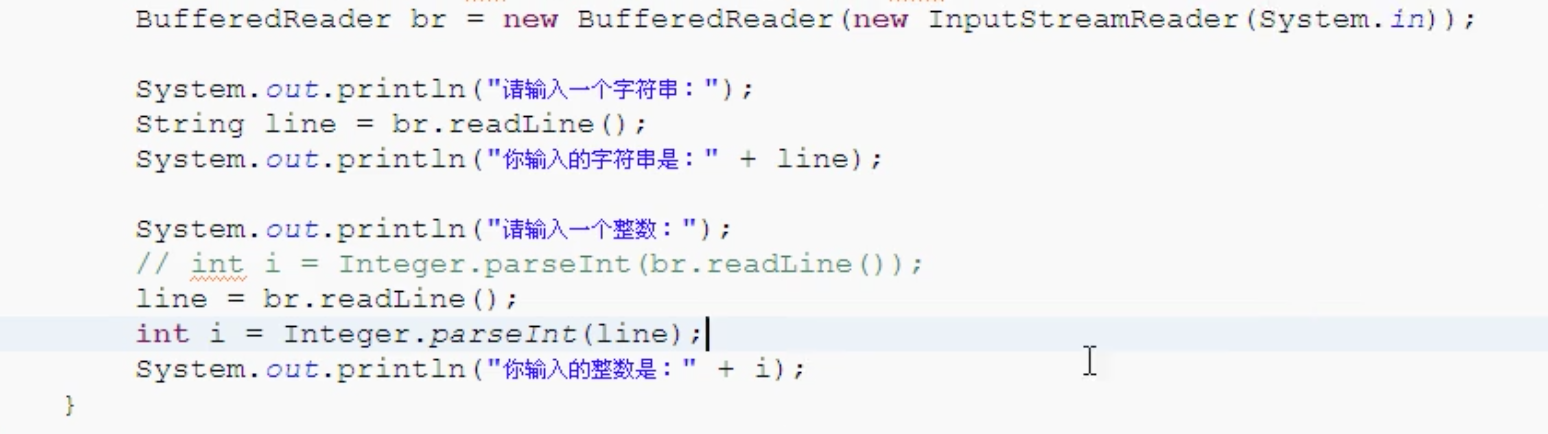 BufferedReader br = new BufferedReader(new InputStreamReader(System.in));
System.out.println("请输入一个字符串：");
String line = br.readLine();
System.out.println("你输入的字符串是：" + line);
System.out.println("请输入一个整数：");
// int i = Integer.parseInt(br.readLine());
line = br.readLine();
int i = Integer.parseInt(line);
System.out.println("你输入的整数是：" + i);
}